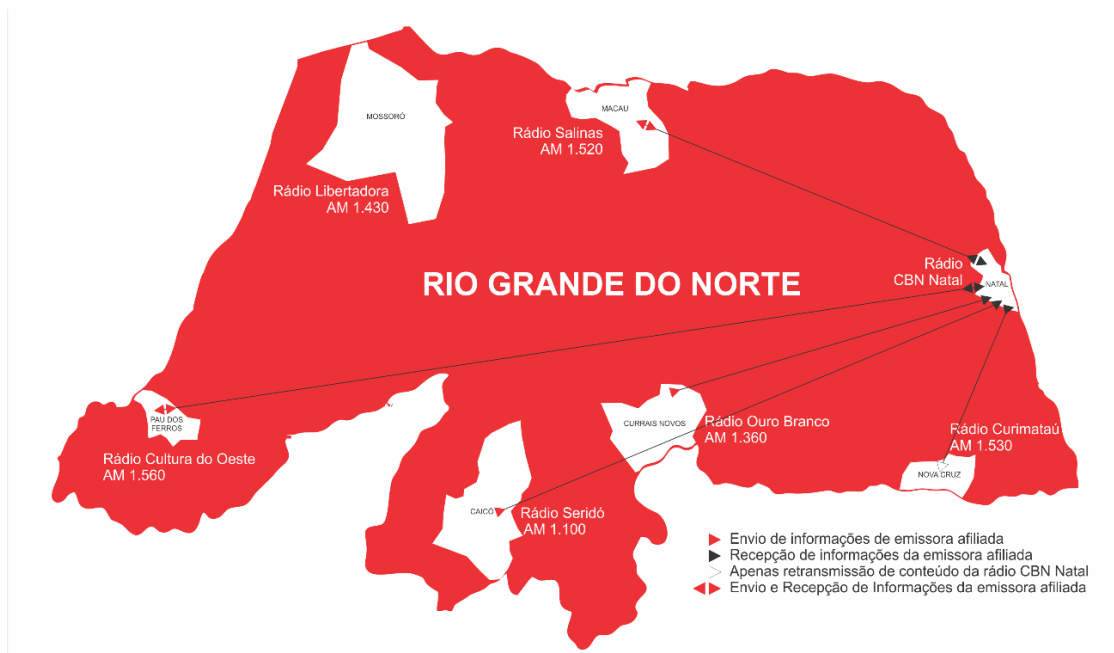 MOSSORÓ
MACAU
Rádio Salinas
AM 1.520
Rádio Libertadora
AM 1.430
Rádio
CBN Natal
NATAL
RIO GRANDE DO NORTE
PAU DOS
FERROS
Rádio Cultura do Oeste
AM 1.560
CURRAIS NOVOS
Rádio Ouro Branco
AM 1.360
Rádio Curimataú
AM 1.530
NOVA CRUZ
CAICÓ
Rádio Seridó
AM 1.100
Envio de informações de emissora afiliada
Recepção de informações da emissora afiliada
Apenas retransmissão de conteúdo da rádio CBN Natal
Envio e Recepção de Informações da emissora afiliada